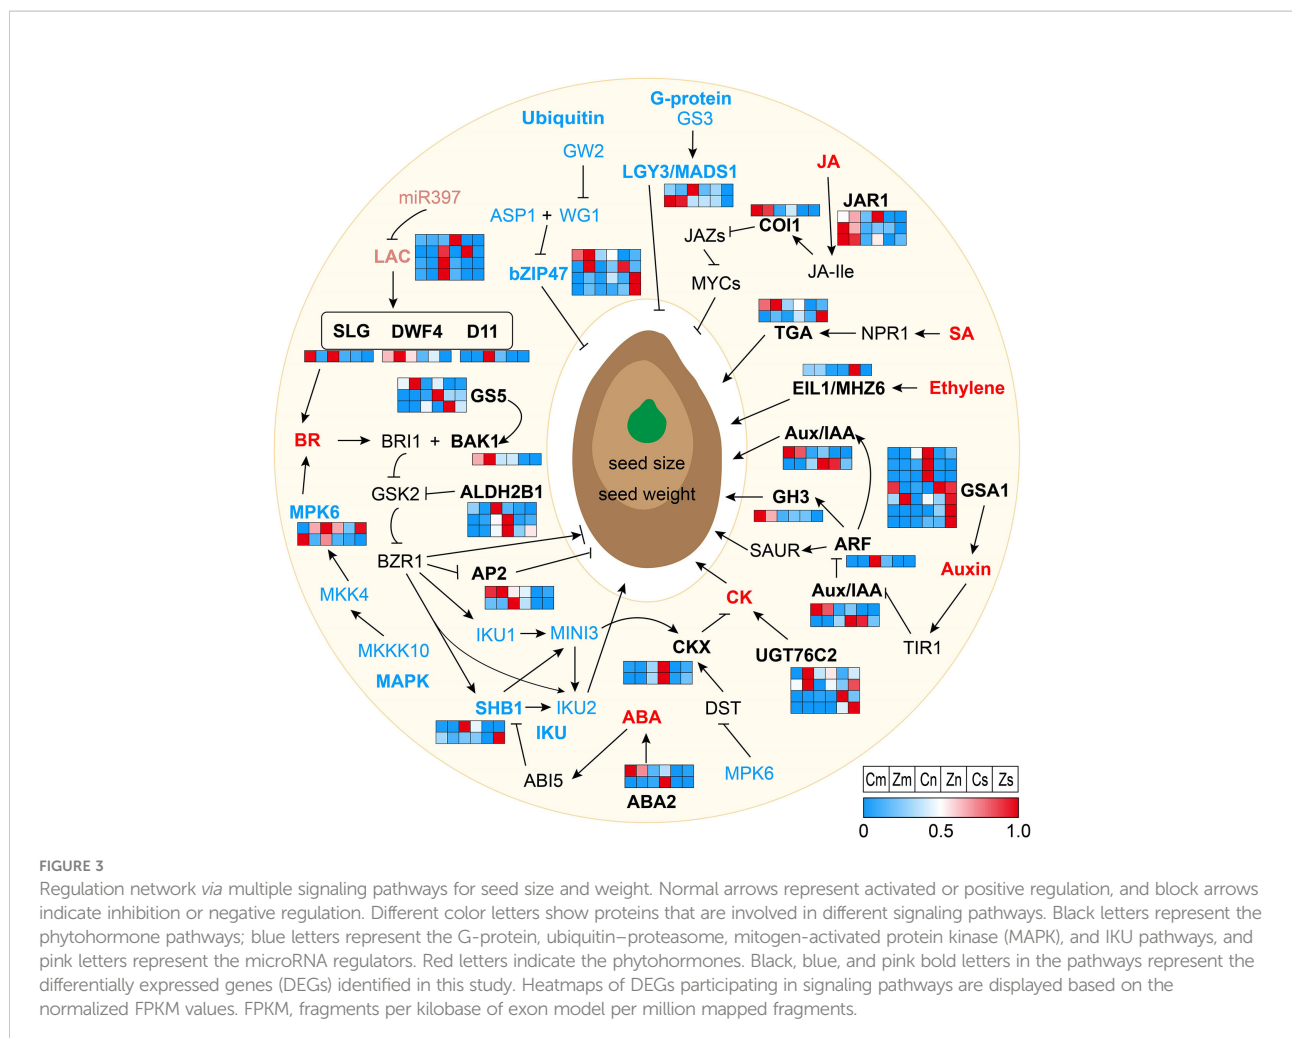 G-protein
GS3
Ubiquitin
GW2
LGY3/MADS1
JA
JAR1
miR397
ASP1 + WG1
COI1
JAZs
LAC
bZIP47
JA-Ile
MYCs
SLG DWF4 D11
TGA
NPR1
SA
EIL1/MHZ6
Ethylene
GS5
Aux/IAA
BR
BRI1 + BAK1
seed size
seed weight
GSK2
ALDH2B1
GH3
GSA1
MPK6
SAUR
ARF
BZR1
AP2
Auxin
MKK4
CK
Aux/IAA
IKU1
MINI3
MKKK10
CKX
UGT76C2
TIR1
MAPK
SHB1
IKU2
DST
ABA
IKU
ABI5
MPK6
ABA2
Cm Zm Cn Zn Cs Zs
0 0.5 1.0
FIGURE 3
Regulation network via multiple signaling pathways for seed size and weight. Normal arrows represent activated or positive regulation, and block arrows
indicate inhibition or negative regulation. Different color letters show proteins that are involved in different signaling pathways. Black letters represent the
phytohormone pathways; blue letters represent the G-protein, ubiquitin–proteasome, mitogen-activated protein kinase (MAPK), and IKU pathways, and
pink letters represent the microRNA regulators. Red letters indicate the phytohormones. Black, blue, and pink bold letters in the pathways represent the
differentially expressed genes (DEGs) identified in this study. Heatmaps of DEGs participating in signaling pathways are displayed based on the
normalized FPKM values. FPKM, fragments per kilobase of exon model per million mapped fragments.